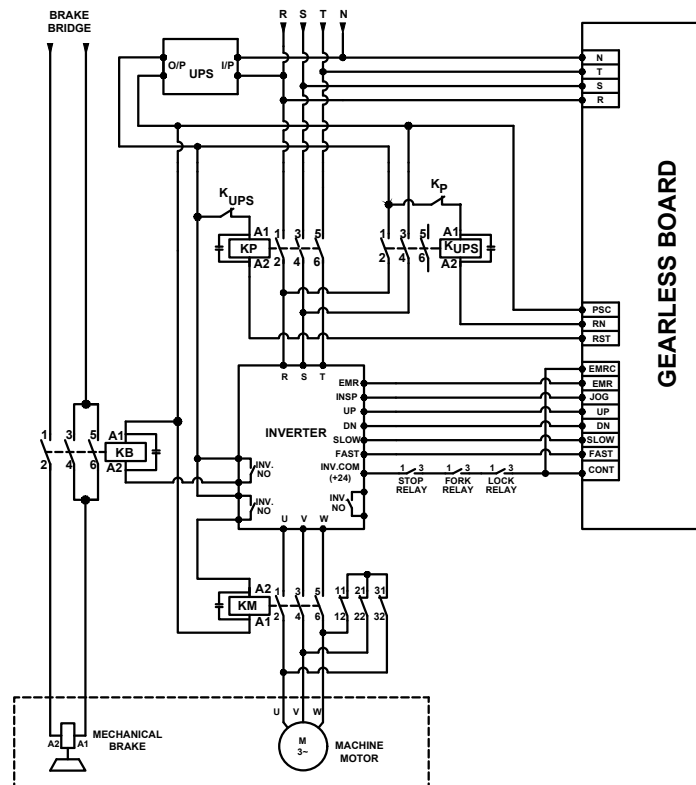 BRAKE
BRIDGE
R S T N
O/P UPS I/P
N
T
S
R
GEARLESS BOARD
K UPS
KP
A1
KP
A2
1 3 5
2 4 6
1 3 5
2 4 6
A1
KUPS
A2
PSC
RN
RST
R S T
INVERTER
EMR
INSP
UP
DN
SLOW
FAST
INV.COM
(+24)
EMRC
EMR
JOG
UP
DN
SLOW
FAST
CONT
1 3
STOP
RELAY
1 3
FORK
RELAY
1 3
LOCK
RELAY
1 3 5
2 4 6
A1
KB
A2
INV.
NO
INV.
NO
INV.
NO
U V W
A2
KM
A1
1 3 5
2 4 6
11 21 31
12 22 32
U V W
M
3~
MACHINE
MOTOR
MECHANICAL
BRAKE
A2 A1